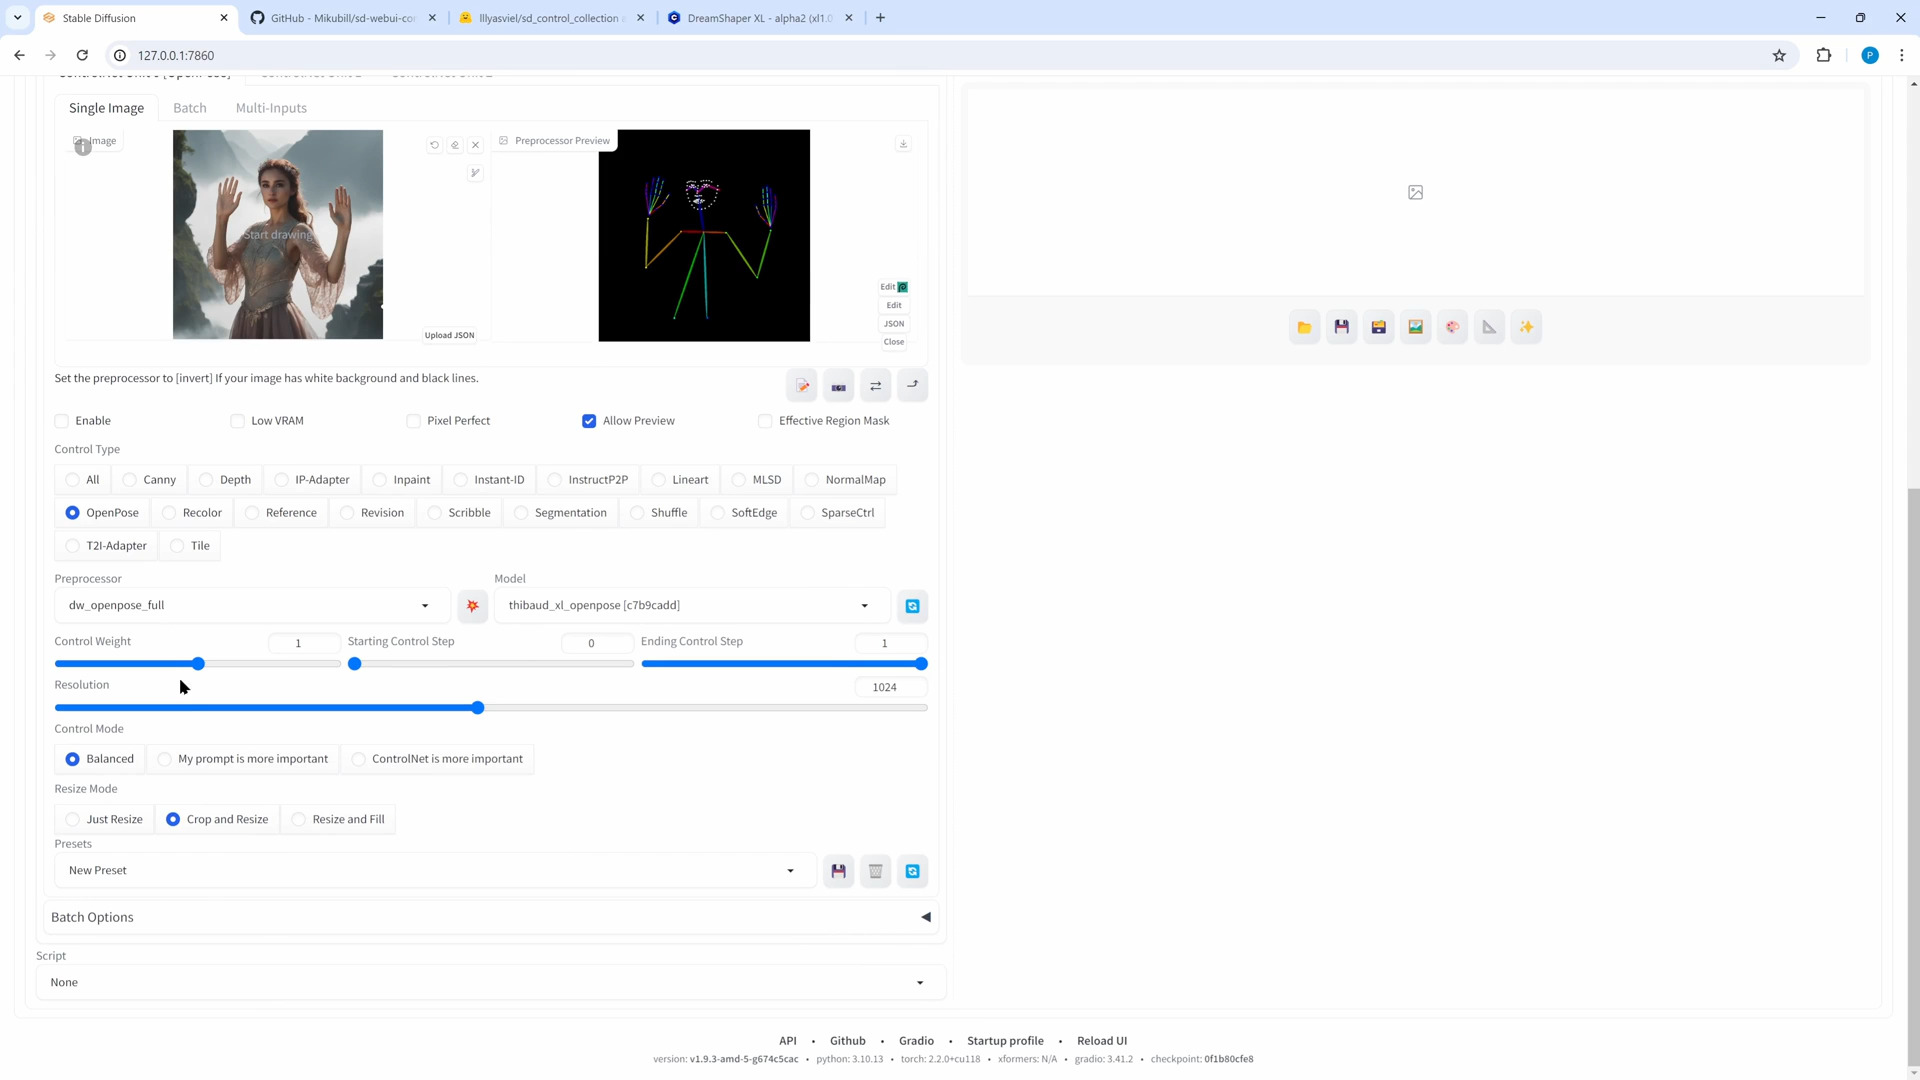 Stable Diffusion
GitHub - Mikubill/sd-webui-co
lllyasviel/sd_control_collection
DreamShaper XL - alpha2 (xl1.0
127.0.0.1:7860
Single Image Batch Multi-Inputs
Image
Preprocessor Preview
Start drawing
Upload JSON
Edit
Edit
JSON
Close
Set the preprocessor to [invert] If your image has white background and black lines.
Enable Low VRAM Pixel Perfect Allow Preview Effective Region Mask
Control Type
All Canny Depth IP-Adapter Inpaint Instant-ID InstructP2P Lineart MLSD NormalMap
OpenPose Recolor Reference Revision Scribble Segmentation Shuffle SoftEdge SparseCtrl
T2I-Adapter Tile
Preprocessor Model
dw_openpose_full thibaud_xl_openpose [c7b9cadd]
Control Weight 1 Starting Control Step 0 Ending Control Step 1
Resolution 1024
Control Mode
Balanced My prompt is more important ControlNet is more important
Resize Mode
Just Resize Crop and Resize Resize and Fill
Presets
New Preset
Batch Options
Script
None
API • Github • Gradio • Startup profile • Reload UI
version: v1.9.3-amd-5-g674c5cac • python: 3.10.13 • torch: 2.2.0+cu118 • xformers: N/A • gradio: 3.41.2 • checkpoint: 0f1b80cfe8